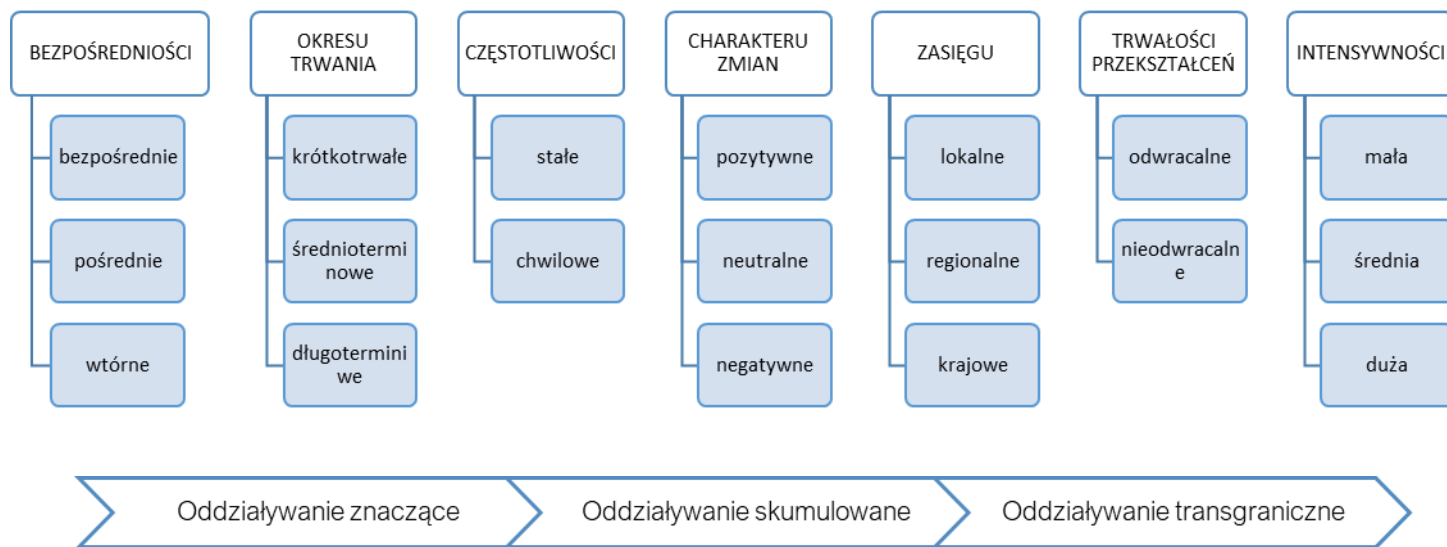 BEZPOŚREDNIOŚCI
bezpośrednie
pośrednie
wtórne
OKRESU
TRWANIA
krótkotrwałe
średniotermi
nowe
długotermini
we
CZĘSTOTLIWOŚCI
stałe
chwilowe
CHARAKTERU
ZMIAN
pozytywne
neutralne
negatywne
ZASIĘGU
lokalne
regionalne
krajowe
TRWAŁOŚCI
PRZEKSZTAŁCEŃ
odwracalne
nieodwracaln
e
INTENSYWNOŚCI
mała
średnia
duża
Oddziaływanie znaczące
Oddziaływanie skumulowane
Oddziaływanie transgraniczne